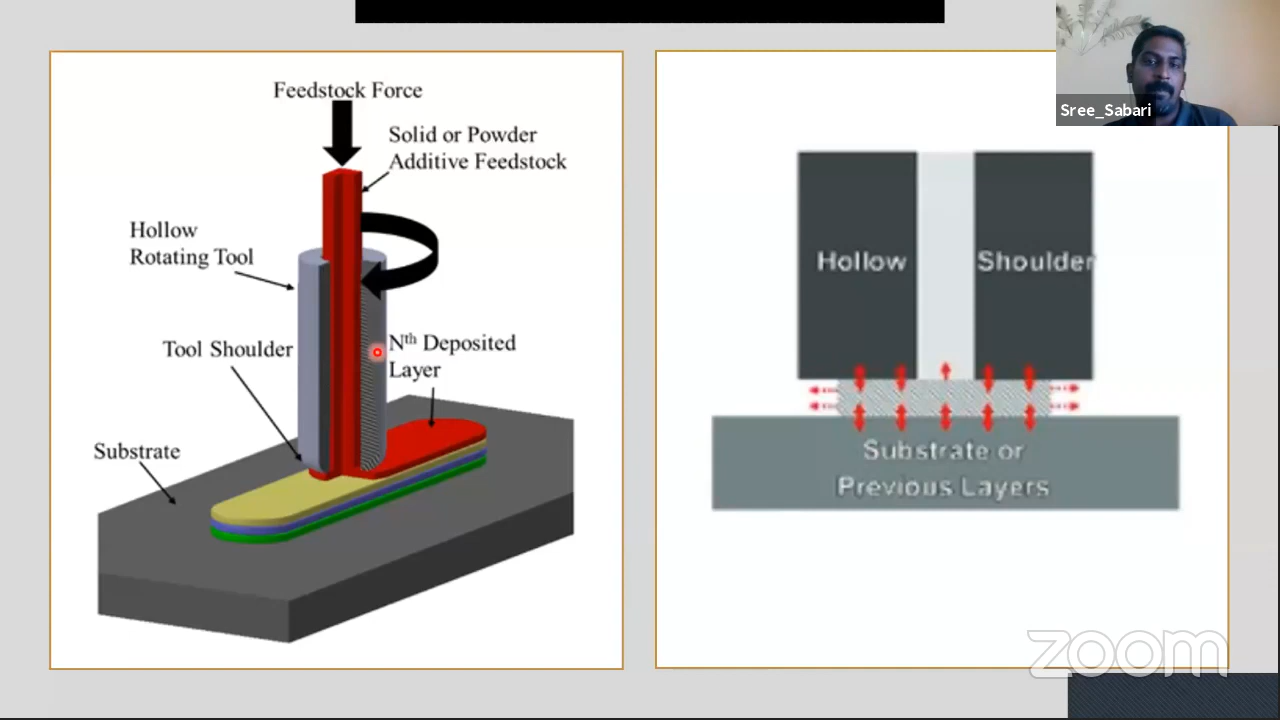 Feedstock Force
Solid or Powder
Additive Feedstock
Hollow
Rotating Tool
Tool Shoulder
Nth Deposited
Layer
Substrate
Hollow
Shoulder
Substrate or
Previous Layers
Sree_Sabari
zoom